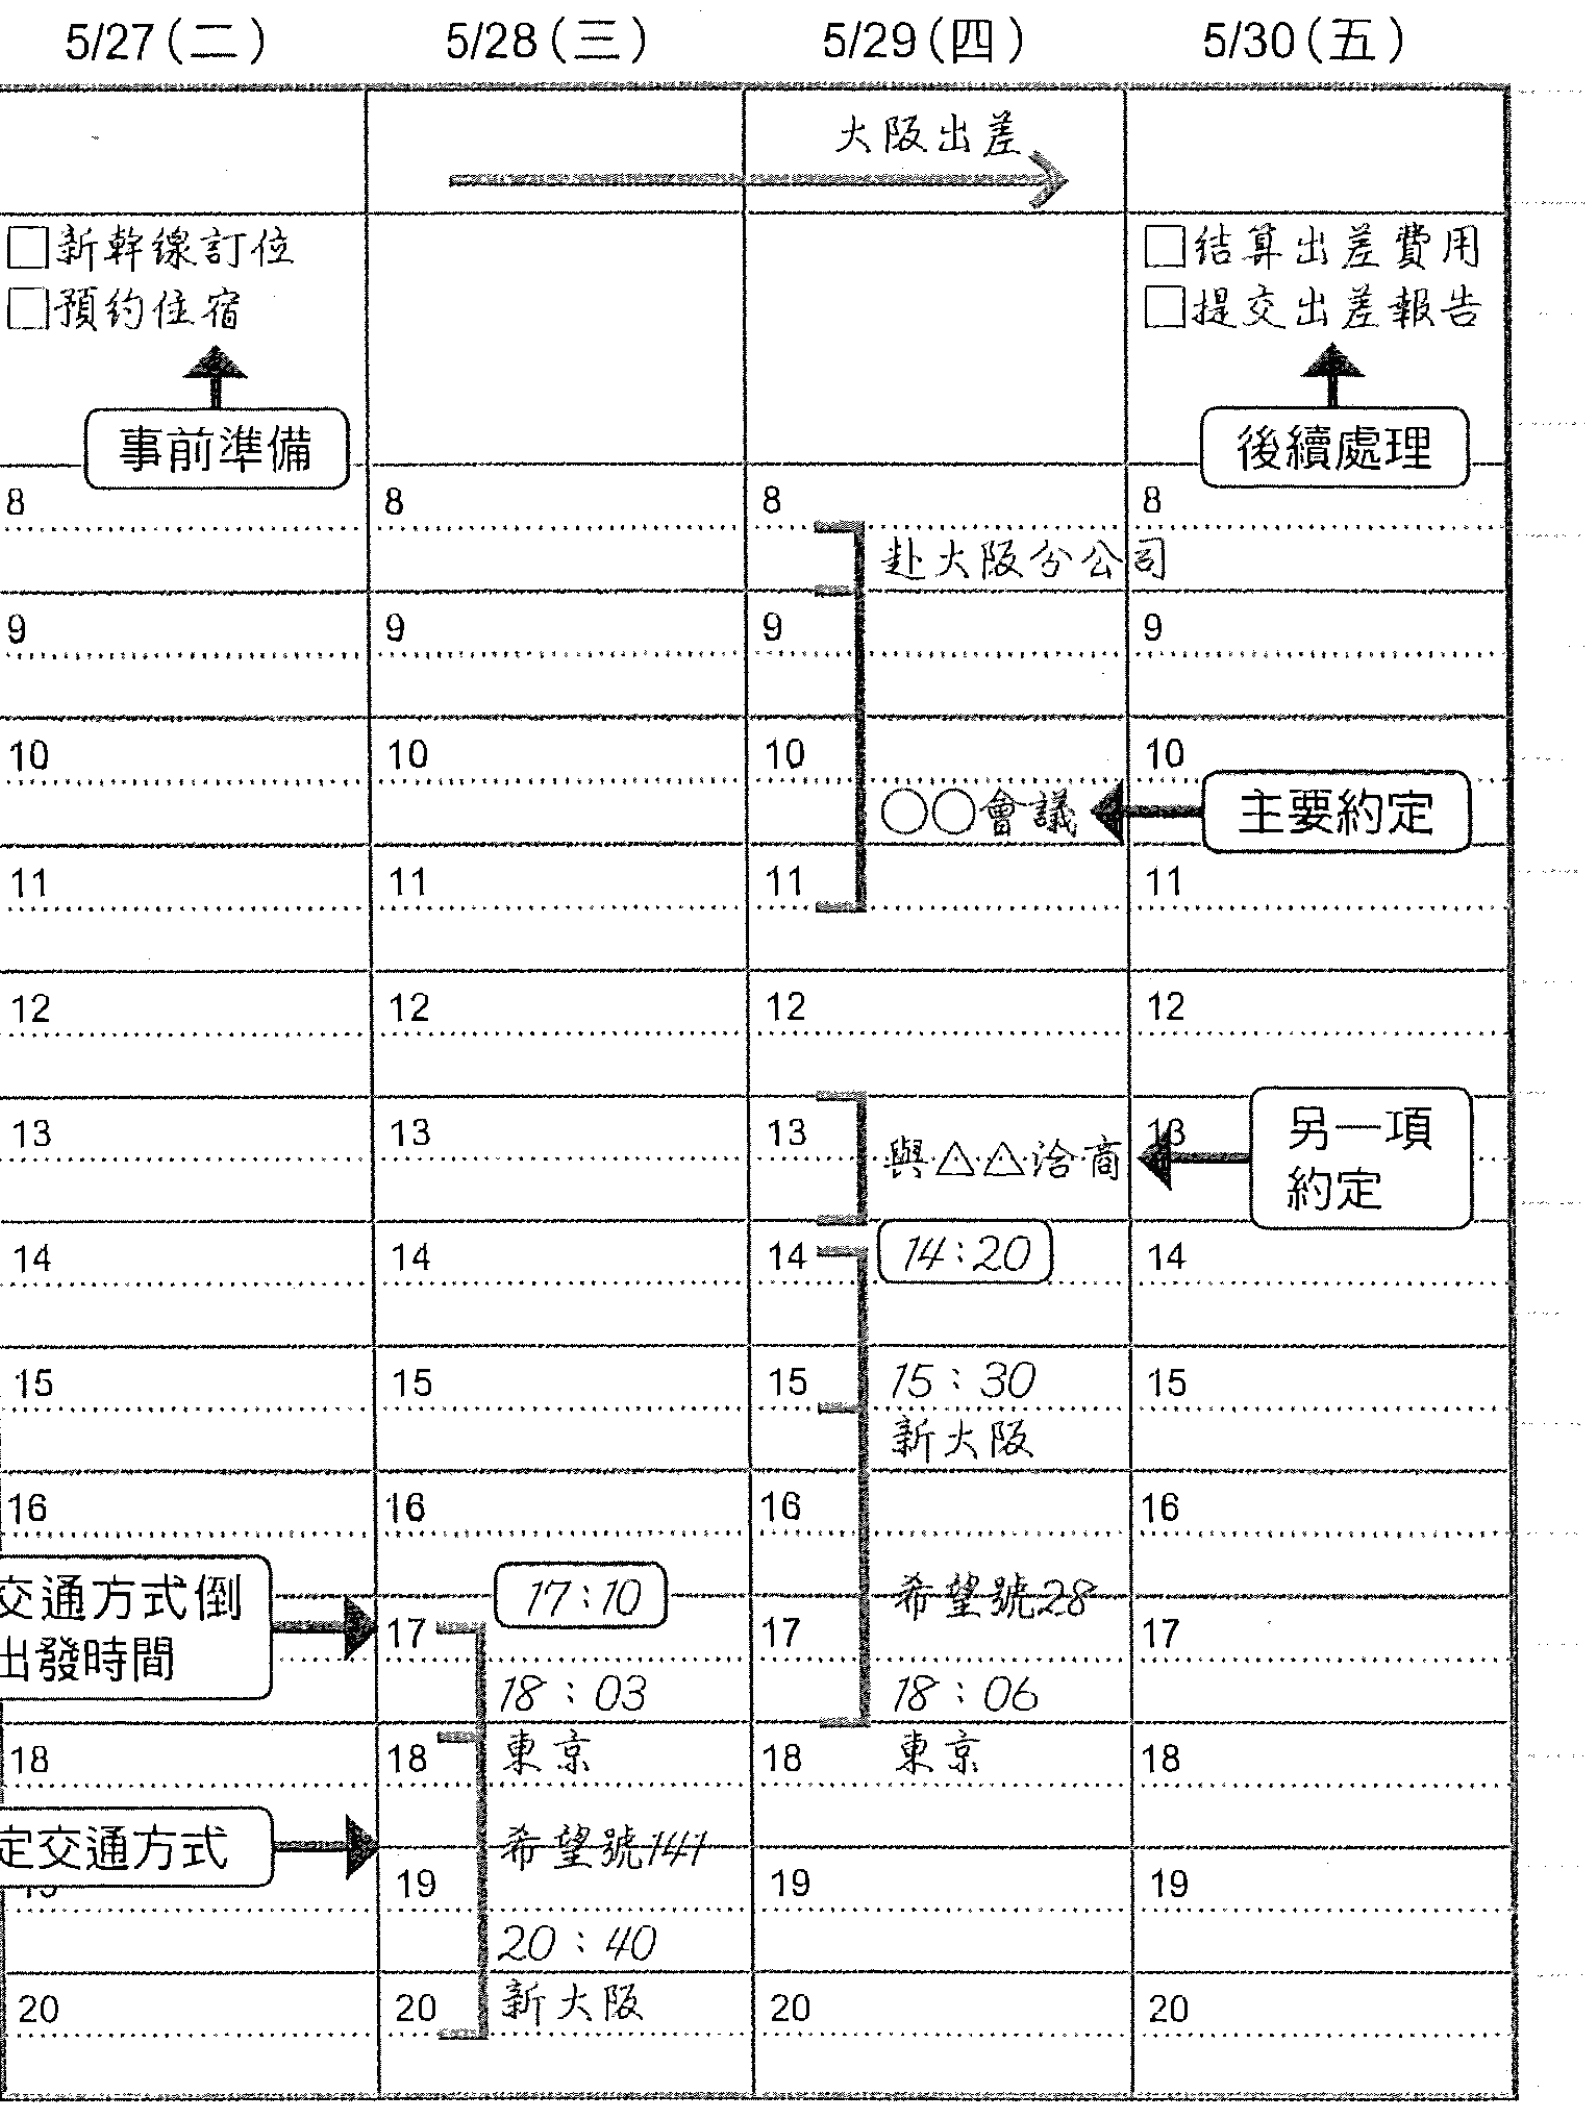 5/27(二)
5/28(三)
5/29(四)
5/30(五)
大阪出差
□新幹線訂位
□預約住宿
事前準備
□结算出差費用
□提交出差報告
後續處理
8
8
8
8
赴大阪分公司
9
9
9
9
10
10
10
10
○○會議
主要約定
11
11
11
11
12
12
12
12
13
13
13
13
與△△洽商
另一項
約定
14
14
14
14:20
14
15
15
15
15:30
15
新大阪
16
16
16
16
交通方式倒
出發時間
17:10
希望號28
17
17
17
18:03
18:06
18
18
東京
18
東京
18
定交通方式
希望號141
19
19
19
20:40
20
20
新大阪
20
20